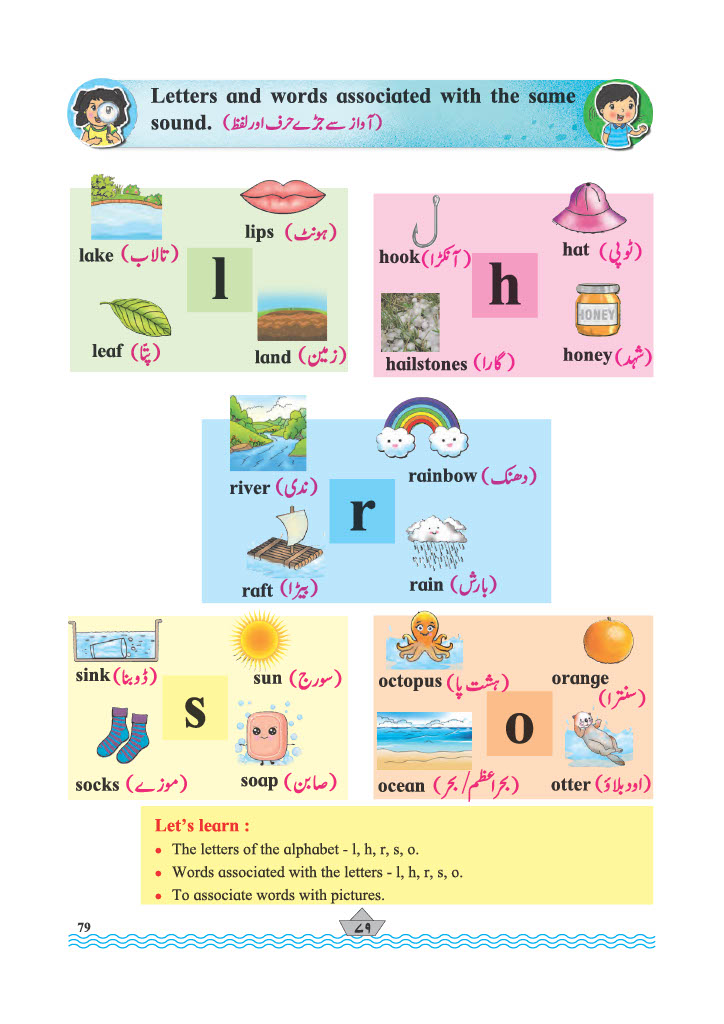 Letters and words associated with the same
sound. (آواز سے جڑے حرف اور لفظ)
lips (ہونٹ)
lake (تالاب)
l
leaf (پتّا)
land (زمین)
hat (ٹوپی)
hook (آنکڑا)
h
HONEY
honey (شہد)
hailstones (گارا)
rainbow (دھنک)
river (ندی)
r
raft (بیڑا)
rain (بارش)
sink (ڈوبنا)
sun (سورج)
s
socks (موزے)
soap (صابن)
octopus (ہشت پا)
orange
(سنترا)
o
ocean (بحر اعظم/بحر)
otter (اود بلاؤ)
Let's learn :
• The letters of the alphabet - l, h, r, s, o.
• Words associated with the letters - l, h, r, s, o.
• To associate words with pictures.
79
۷۹